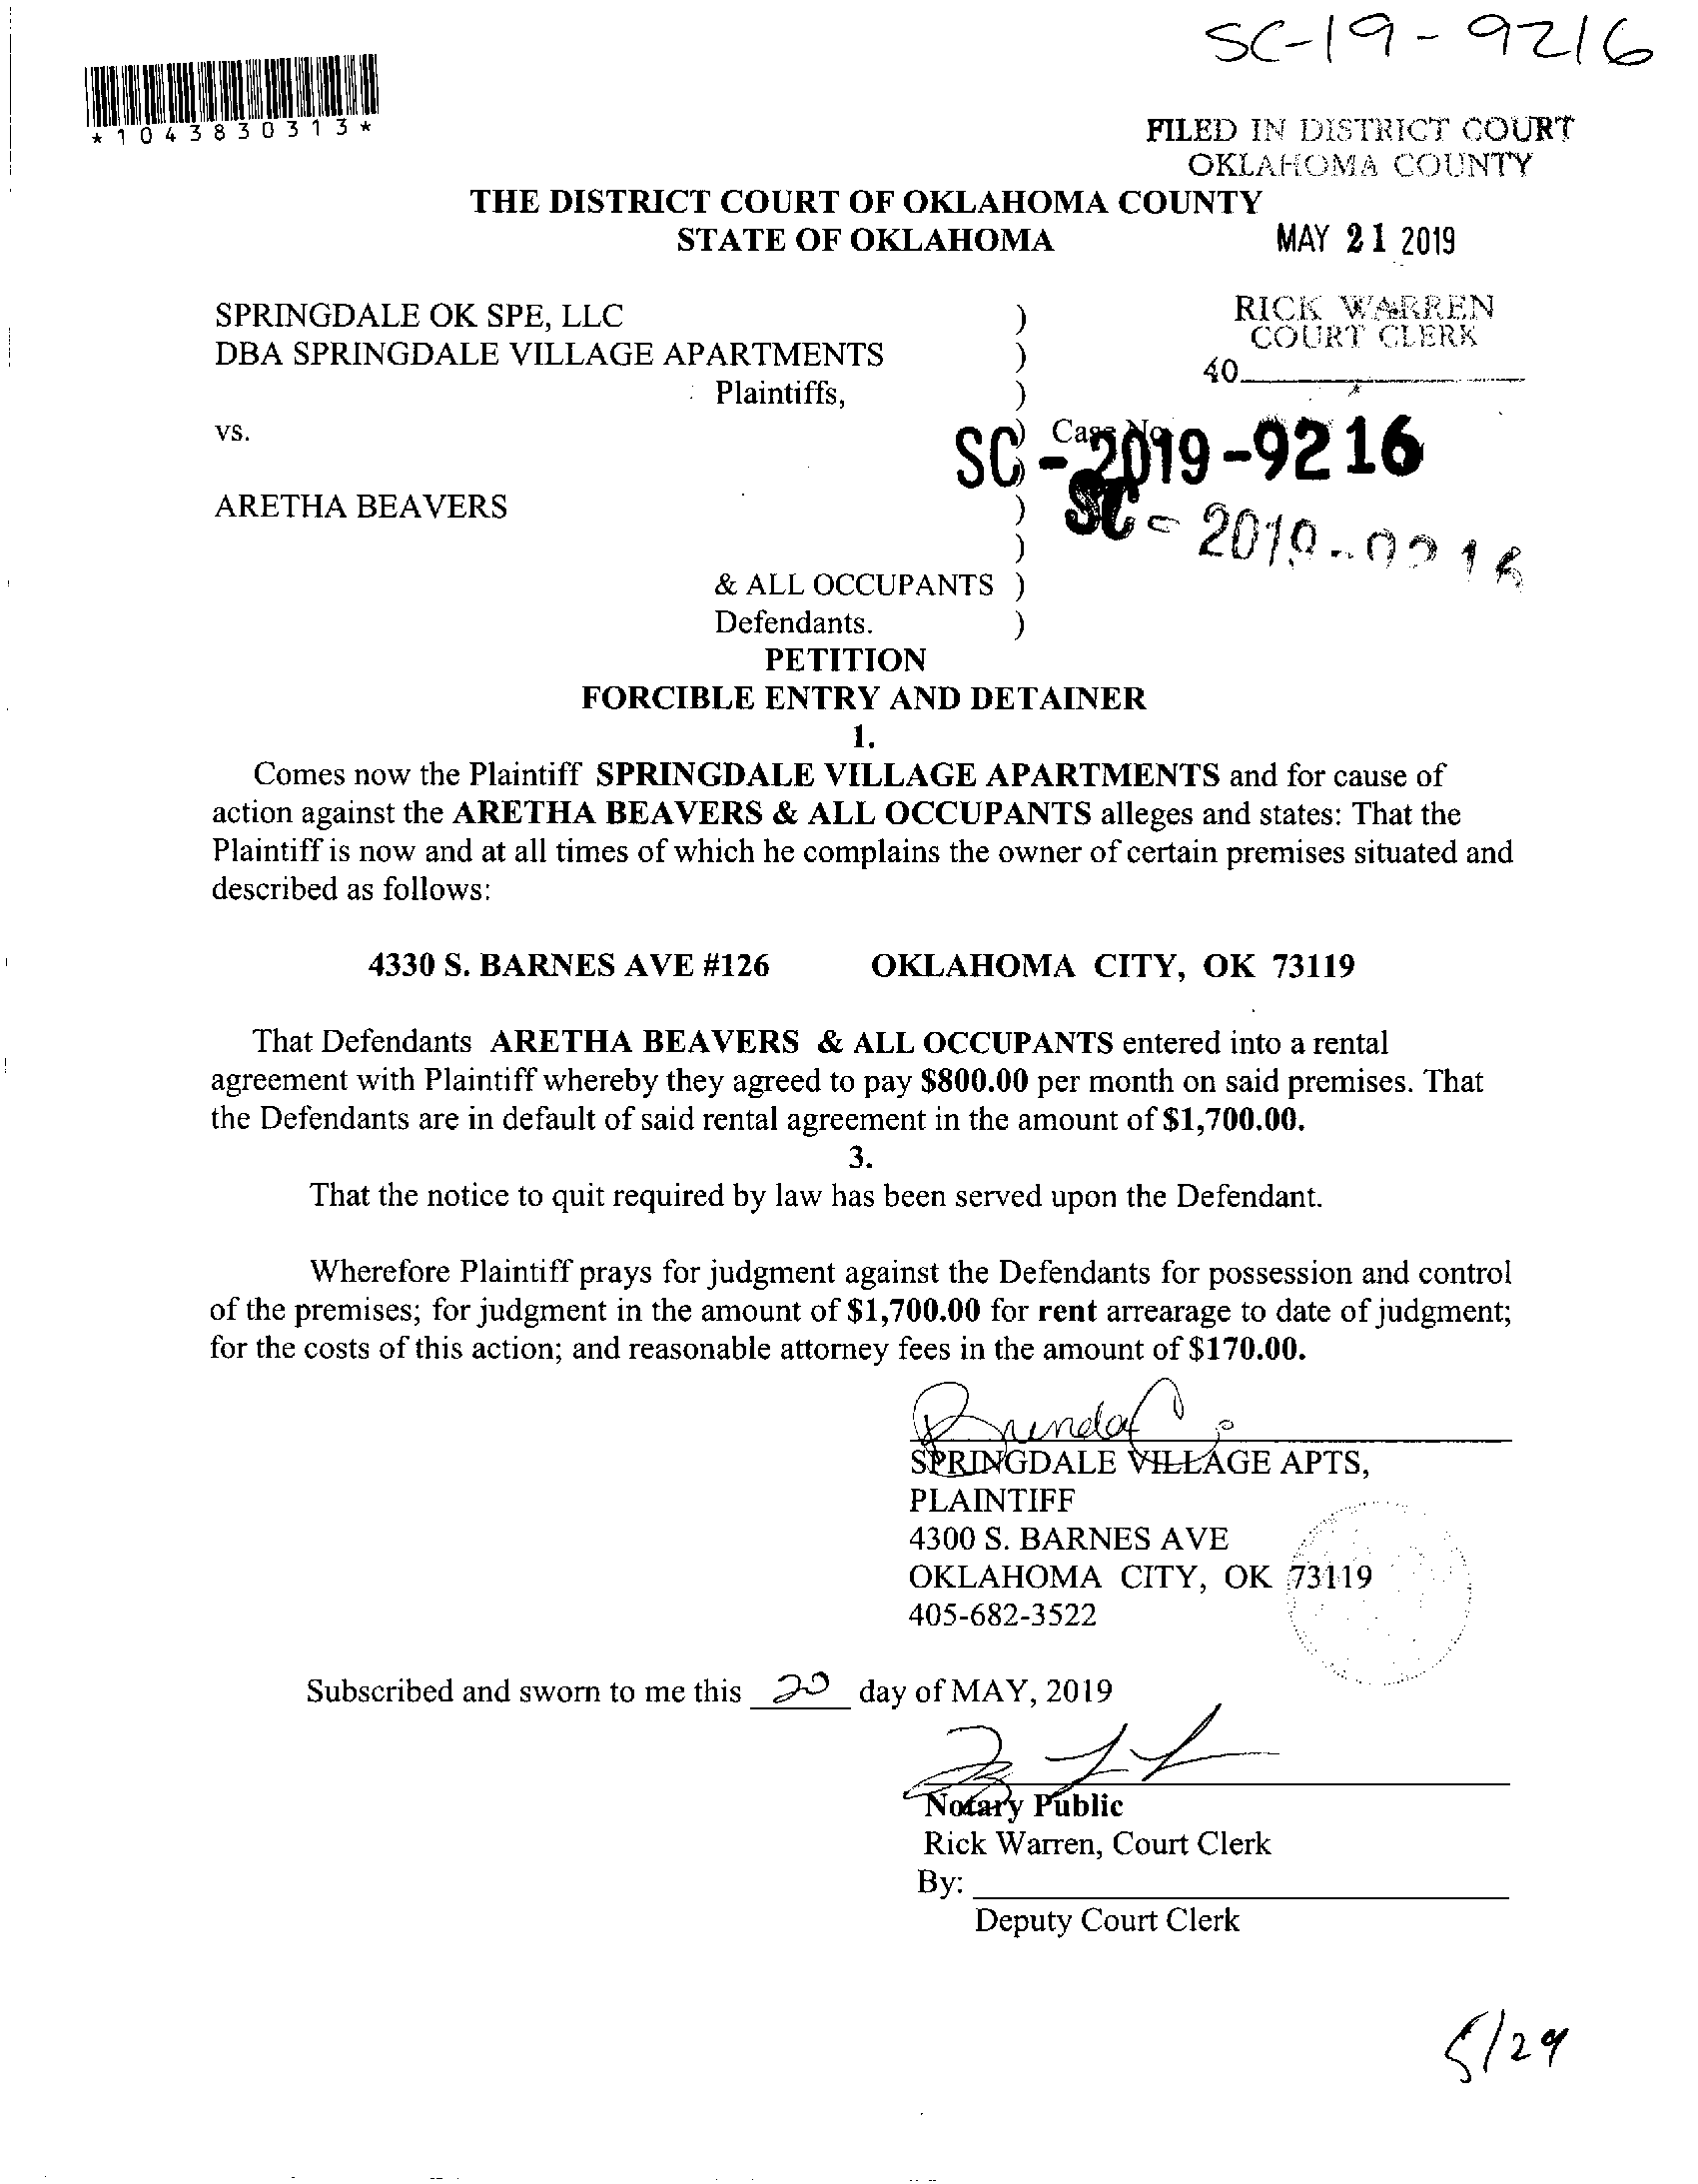 SC-19-9216
*1043830313*
FILED IN DISTRICT COURT
OKLAHOMA COUNTY
THE DISTRICT COURT OF OKLAHOMA COUNTY
STATE OF OKLAHOMA
MAY 21 2019
SPRINGDALE OK SPE, LLC )
DBA SPRINGDALE VILLAGE APARTMENTS )
Plaintiffs, )
RICK WARREN
COURT CLERK
40
vs. ) Case No
SC-2019-9216
ARETHA BEAVERS )
SC-2019-9216
)
& ALL OCCUPANTS )
Defendants. )
PETITION
FORCIBLE ENTRY AND DETAINER
1.
Comes now the Plaintiff SPRINGDALE VILLAGE APARTMENTS and for cause of
action against the ARETHA BEAVERS & ALL OCCUPANTS alleges and states: That the
Plaintiff is now and at all times of which he complains the owner of certain premises situated and
described as follows:
4330 S. BARNES AVE #126 OKLAHOMA CITY, OK 73119
That Defendants ARETHA BEAVERS & ALL OCCUPANTS entered into a rental
agreement with Plaintiff whereby they agreed to pay $800.00 per month on said premises. That
the Defendants are in default of said rental agreement in the amount of $1,700.00.
3.
That the notice to quit required by law has been served upon the Defendant.
Wherefore Plaintiff prays for judgment against the Defendants for possession and control
of the premises; for judgment in the amount of $1,700.00 for rent arrearage to date of judgment;
for the costs of this action; and reasonable attorney fees in the amount of $170.00.
SPRINGDALE VILLAGE APTS,
PLAINTIFF
4300 S. BARNES AVE
OKLAHOMA CITY, OK 73119
405-682-3522
Subscribed and sworn to me this 20 day of MAY, 2019
Notary Public
Rick Warren, Court Clerk
By:
Deputy Court Clerk
5/29